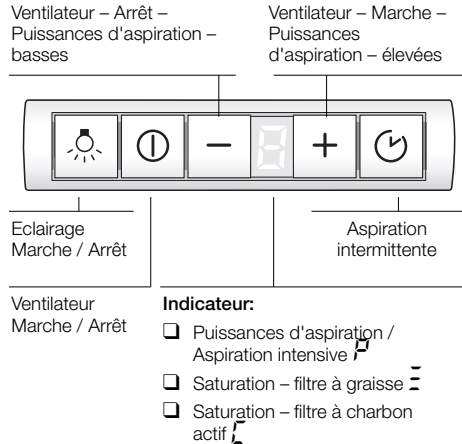 Ventilateur – Arrêt –
Puissances d'aspiration –
basses
Ventilateur – Marche –
Puissances
d'aspiration – élevées
Eclairage
Marche / Arrêt
Aspiration
intermittente
Ventilateur
Marche / Arrêt
Indicateur:
❑ Puissances d'aspiration /
Aspiration intensive P
❑ Saturation – filtre à graisse
❑ Saturation – filtre à charbon
actif